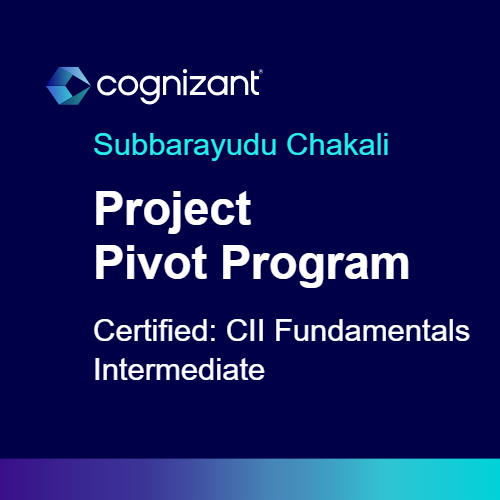 cognizant®
Subbarayudu Chakali
Project
Pivot Program
Certified: CII Fundamentals
Intermediate